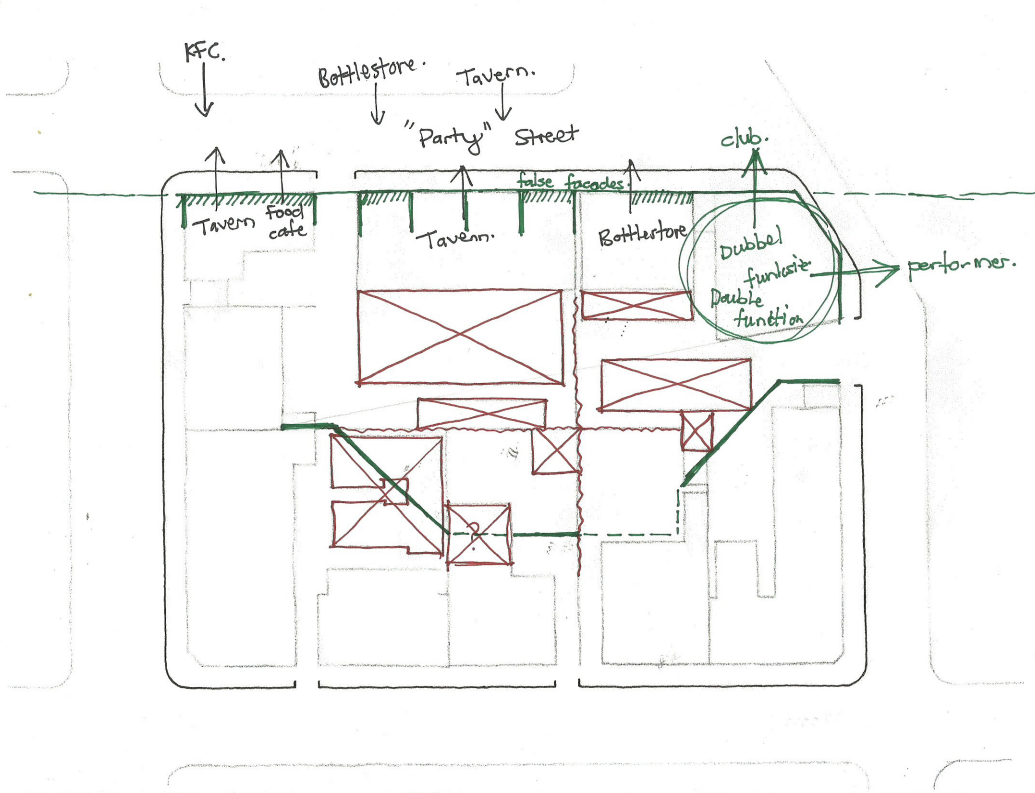 KFC.
Bottlestore.
Tavern.
"Party" Street
club.
false facades.
Tavern
food
cafe
Tavern.
Bottlestore
Dubbel
funksie
Double
function
performer.
?